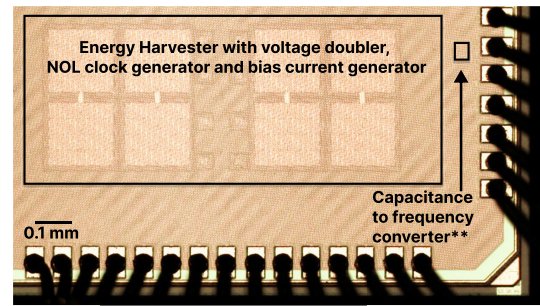 Energy Harvester with voltage doubler,
NOL clock generator and bias current generator
Capacitance
to frequency
converter**
0.1 mm